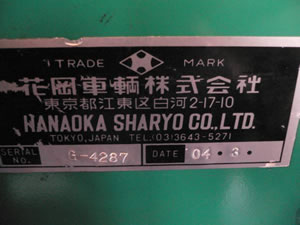 TRADE MARK
花岡車輌株式会社
東京都江東区白河2-17-10
HANAOKA SHARYO CO.,LTD.
TOKYO,JAPAN TEL.(03)3643-5271
SERIAL NO. G-4287 DATE 04・3・